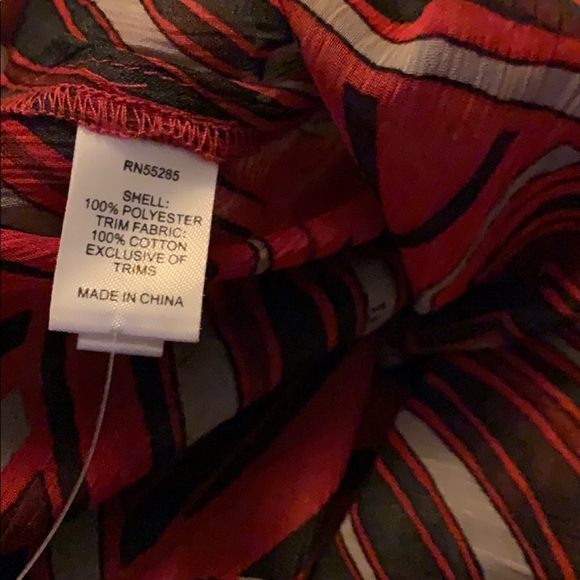 RN55285
SHELL:
100% POLYESTER
TRIM FABRIC:
100% COTTON
EXCLUSIVE OF
TRIMS
MADE IN CHINA